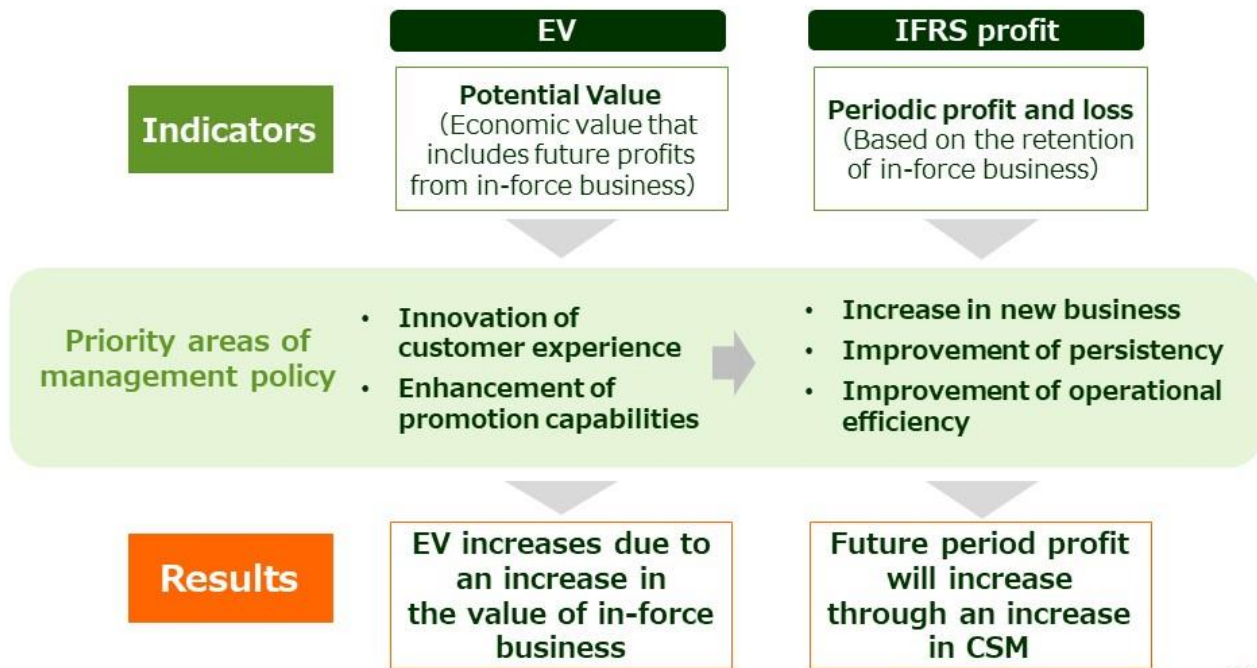 EV
IFRS profit
Indicators
Potential Value
（Economic value that
includes future profits
from in-force business）
Periodic profit and loss
（Based on the retention
of in-force business）
Priority areas of
management policy
• Innovation of
customer experience
• Enhancement of
promotion capabilities
• Increase in new business
• Improvement of persistency
• Improvement of operational
efficiency
Results
EV increases due to
an increase in
the value of in-force
business
Future period profit
will increase
through an increase
in CSM